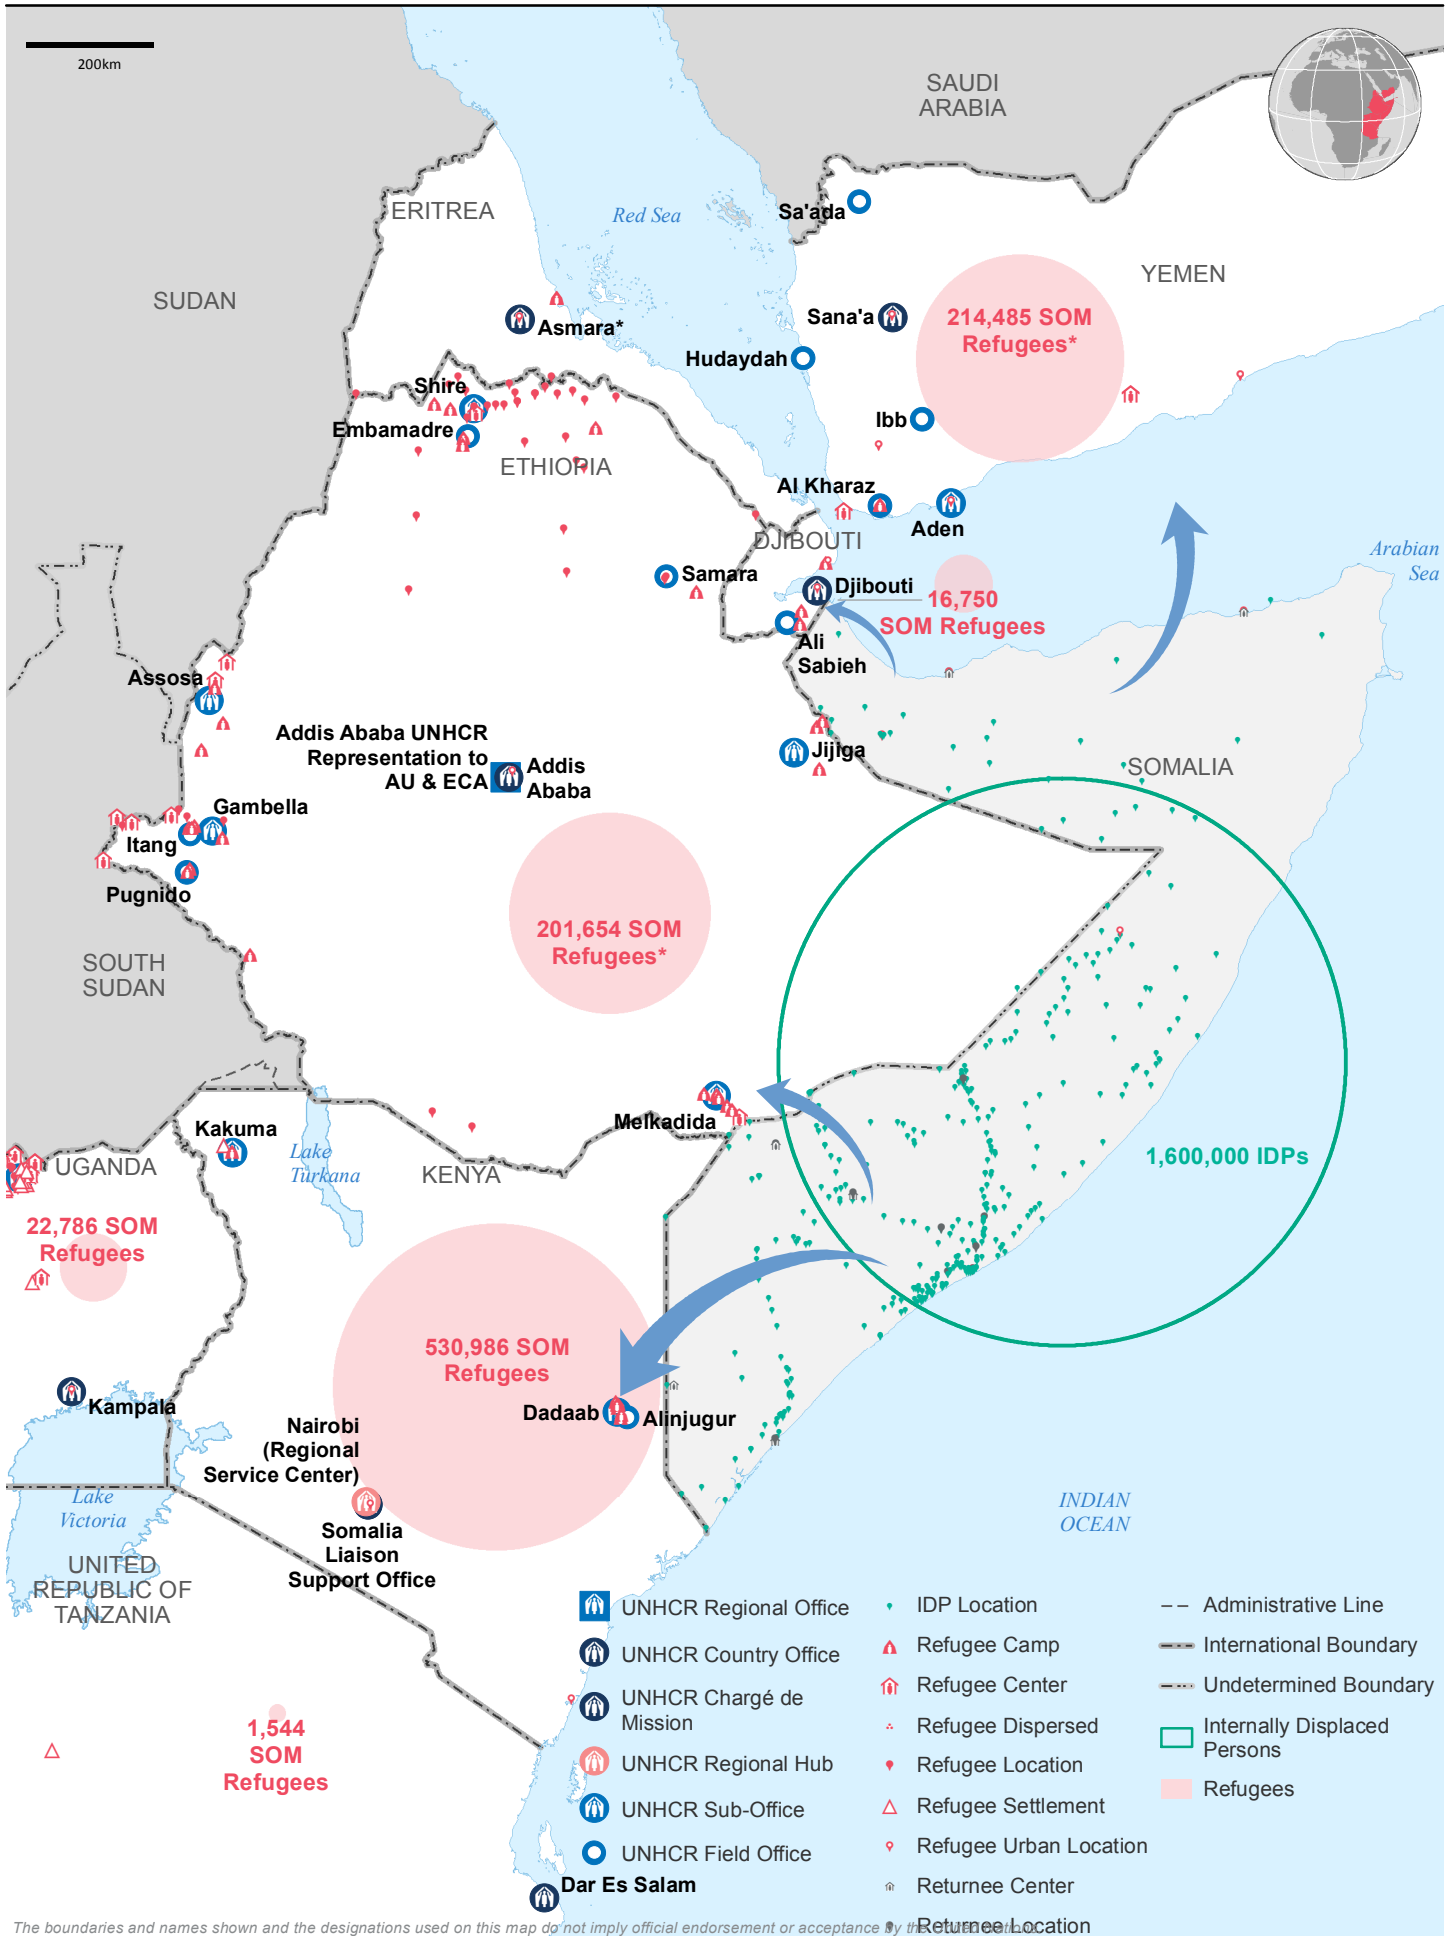 200km
SAUDI
ARABIA
ERITREA
Red Sea
Sa'ada
SUDAN
YEMEN
Asmara*
Sana'a
214,485 SOM
Refugees*
Hudaydah
Shire
Embamadre
Ibb
ETHIOPIA
Al Kharaz
Aden
DJIBOUTI
Arabian
Sea
Samara
Djibouti
16,750
SOM Refugees
Ali
Sabieh
Assosa
Addis Ababa UNHCR
Representation to
AU & ECA
Addis
Ababa
Jijiga
SOMALIA
Gambella
Itang
Pugnido
201,654 SOM
Refugees*
SOUTH
SUDAN
Melkadida
Kakuma
Lake
Turkana
UGANDA
KENYA
1,600,000 IDPs
22,786 SOM
Refugees
530,986 SOM
Refugees
Kampala
Dadaab
Alinjugur
Nairobi
(Regional
Service Center)
Lake
Victoria
INDIAN
OCEAN
Somalia
Liaison
Support Office
UNITED
REPUBLIC OF
TANZANIA
1,544
SOM
Refugees
Dar Es Salam
UNHCR Regional Office
UNHCR Country Office
UNHCR Chargé de
Mission
UNHCR Regional Hub
UNHCR Sub-Office
UNHCR Field Office
IDP Location
Refugee Camp
Refugee Center
Refugee Dispersed
Refugee Location
Refugee Settlement
Refugee Urban Location
Returnee Center
Returnee Location
Administrative Line
International Boundary
Undetermined Boundary
Internally Displaced
Persons
Refugees
The boundaries and names shown and the designations used on this map do not imply official endorsement or acceptance by the United Nations.